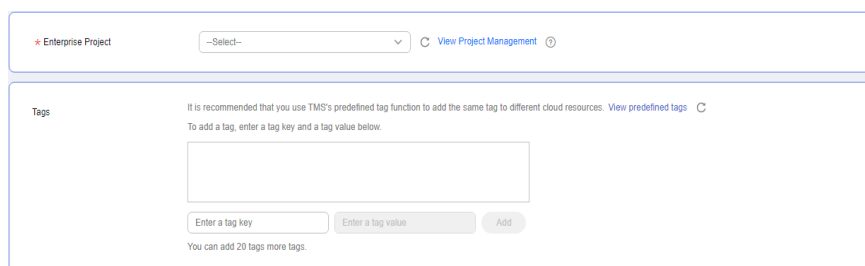 * Enterprise Project
--Select--
View Project Management
Tags
It is recommended that you use TMS's predefined tag function to add the same tag to different cloud resources. View predefined tags
To add a tag, enter a tag key and a tag value below.
Enter a tag key
Enter a tag value
Add
You can add 20 tags more tags.